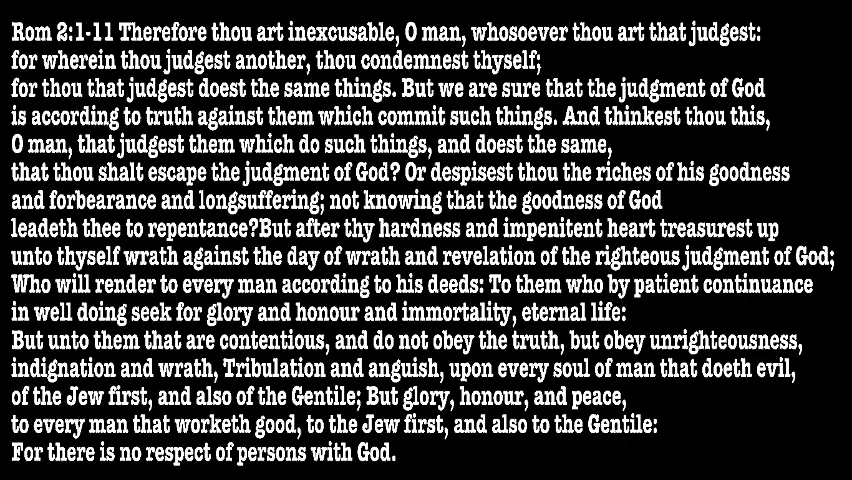 Rom 2:1-11 Therefore thou art inexcusable, O man, whosoever thou art that judgest:
for wherein thou judgest another, thou condemnest thyself;
for thou that judgest doest the same things. But we are sure that the judgment of God
is according to truth against them which commit such things. And thinkest thou this,
O man, that judgest them which do such things, and doest the same,
that thou shalt escape the judgment of God? Or despisest thou the riches of his goodness
and forbearance and longsuffering; not knowing that the goodness of God
leadeth thee to repentance?But after thy hardness and impenitent heart treasurest up
unto thyself wrath against the day of wrath and revelation of the righteous judgment of God;
Who will render to every man according to his deeds: To them who by patient continuance
in well doing seek for glory and honour and immortality, eternal life:
But unto them that are contentious, and do not obey the truth, but obey unrighteousness,
indignation and wrath, Tribulation and anguish, upon every soul of man that doeth evil,
of the Jew first, and also of the Gentile; But glory, honour, and peace,
to every man that worketh good, to the Jew first, and also to the Gentile:
For there is no respect of persons with God.